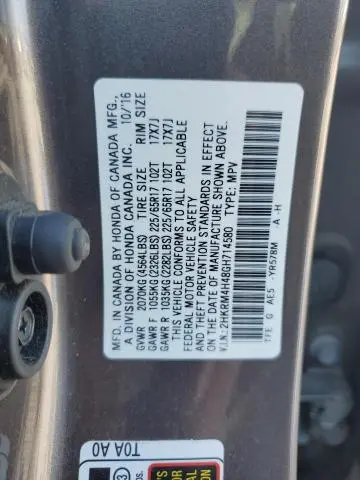 MFD. IN CANADA BY HONDA OF CANADA MFG.,
A DIVISION OF HONDA CANADA INC. 10/16
GVWR 2070KG(4564LBS) TIRE SIZE RIM SIZE
GAWR F 1055KG(2326LBS) 225/65R17 102T 17X7J
GAWR R 1035KG(2282LBS) 225/65R17 102T 17X7J
THIS VEHICLE CONFORMS TO ALL APPLICABLE
FEDERAL MOTOR VEHICLE SAFETY
AND THEFT PREVENTION STANDARDS IN EFFECT
ON THE DATE OF MANUFACTURE SHOWN ABOVE.
V.I.N.: 2HKRM4H48GH714580 MPV
TFE G AE5 -YR578M -A -H
T0A A0